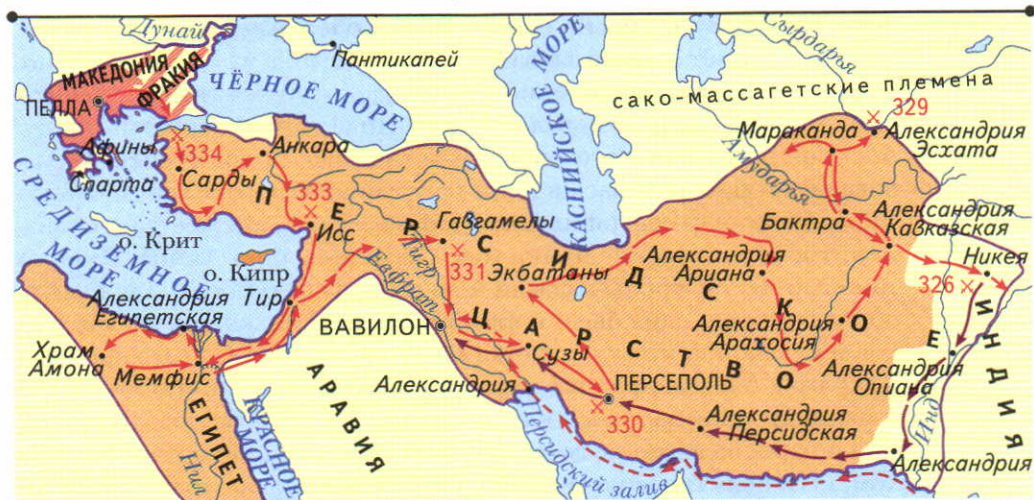 Дунай
МАКЕДОНИЯ
ФРАКИЯ
ПЕЛЛА
Афины
Спарта
СРЕДИЗЕМНОЕ
МОРЕ
о. Крит
о. Кипр
Пантикапей
ЧЁРНОЕ МОРЕ
КАСПИЙСКОЕ МОРЕ
Сырдарья
сако-массагетские племена
329
Мараканда
Александрия
Эсхата
Амударья
334
Сарды
Анкара
333
Исс
Гавгамелы
331
Тигр
Евфрат
Экбатаны
ПЕРСИДСКОЕ
ЦАРСТВО
Александрия
Ариана
Бактра
Александрия
Кавказская
Никея
326
ИНДИЯ
Александрия
Египетская
Тир
ВАВИЛОН
Сузы
Александрия
Арахосия
Храм
Амона
Мемфис
ЕГИПЕТ
Нил
КРАСНОЕ
МОРЕ
АРАВИЯ
Александрия
ПЕРСЕПОЛЬ
330
Персидский залив
Александрия
Персидская
Александрия
Опиана
Инд
Александрия